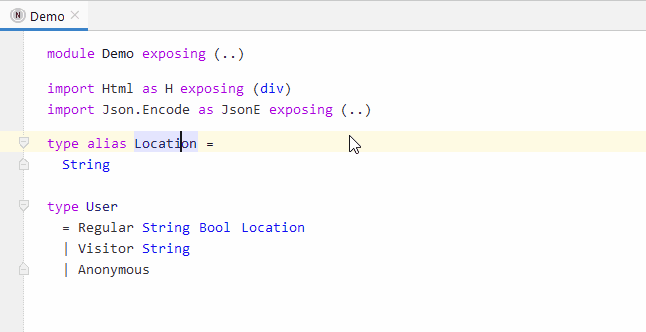 N Demo
module Demo exposing (..)
import Html as H exposing (div)
import Json.Encode as JsonE exposing (..)
type alias Location =
String
type User
= Regular String Bool Location
| Visitor String
| Anonymous